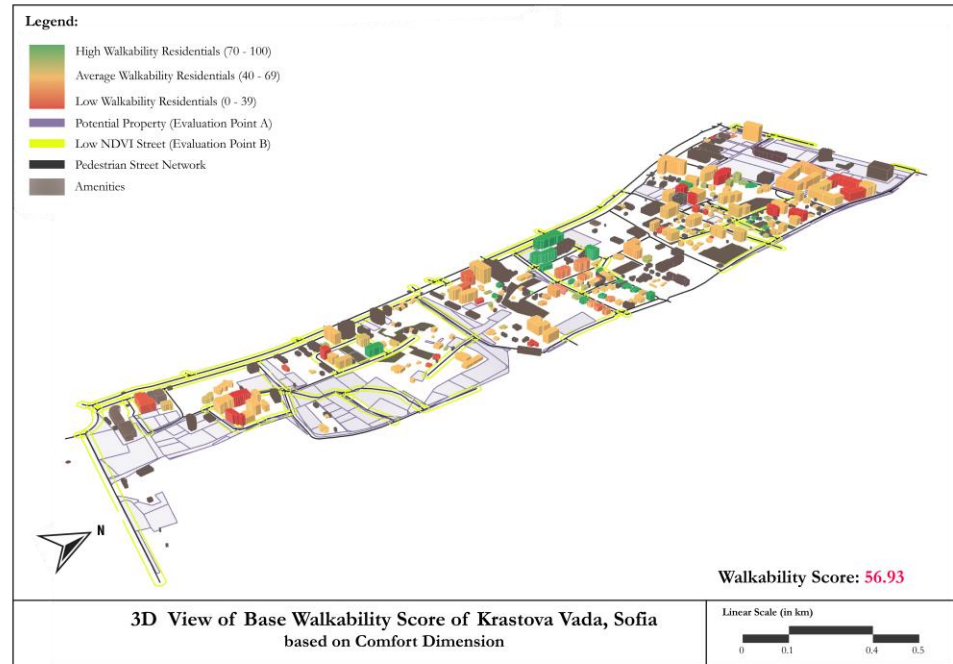 Legend:
High Walkability Residentials (70 - 100)
Average Walkability Residentials (40 - 69)
Low Walkability Residentials (0 - 39)
Potential Property (Evaluation Point A)
Low NDVI Street (Evaluation Point B)
Pedestrian Street Network
Amenities
N
Walkability Score: 56.93
3D View of Base Walkability Score of Krastova Vada, Sofia
based on Comfort Dimension
Linear Scale (in km)
0 0.1 0.4 0.5